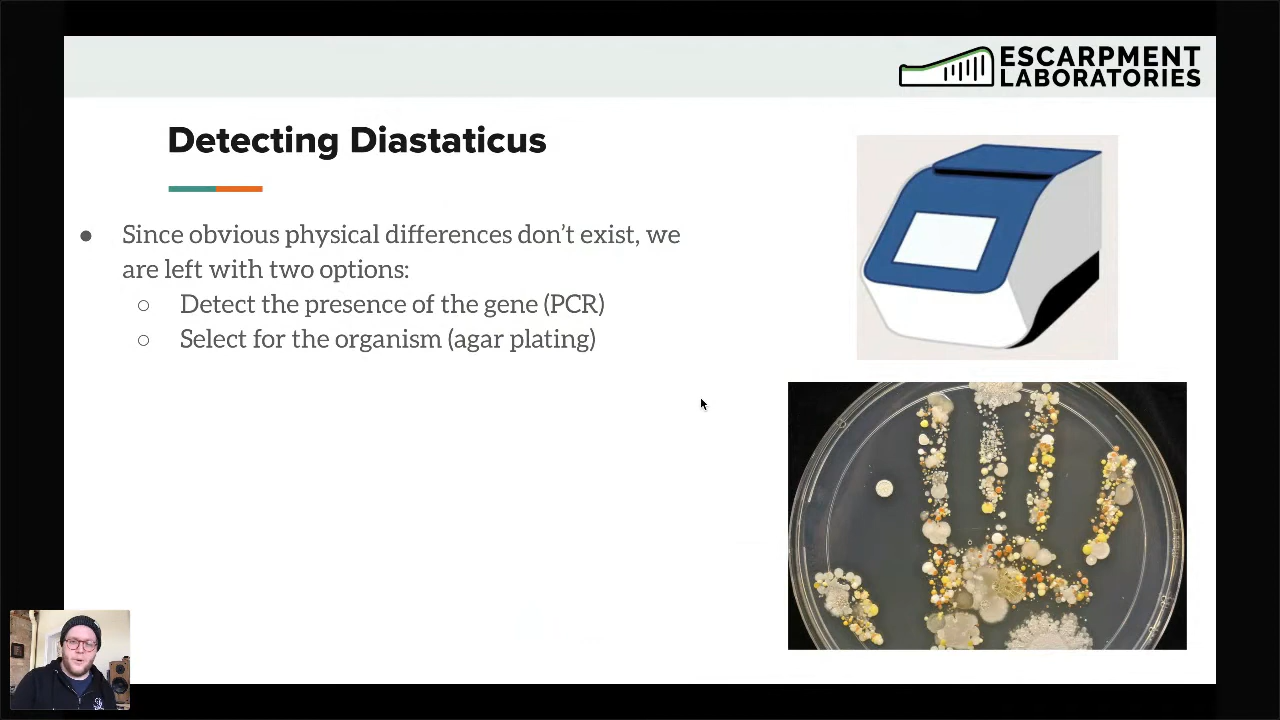 ESCARPMENT
LABORATORIES
Detecting Diastaticus
● Since obvious physical differences don’t exist, we
are left with two options:
○ Detect the presence of the gene (PCR)
○ Select for the organism (agar plating)